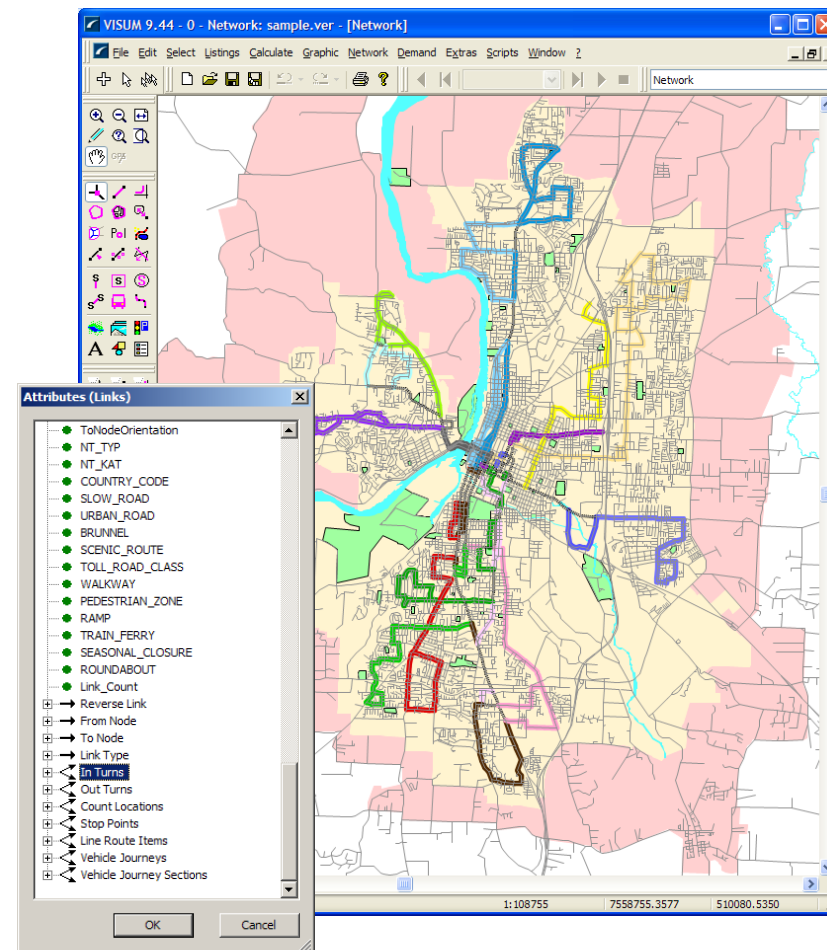 VISUM 9.44 - 0 - Network: sample.ver - [Network]
File Edit Select Listings Calculate Graphic Network Demand Extras Scripts Window ?
Network
GPS
Pol
A
Attributes (Links)
ToNodeOrientation
NT_TYP
NT_KAT
COUNTRY_CODE
SLOW_ROAD
URBAN_ROAD
BRUNNEL
SCENIC_ROUTE
TOLL_ROAD_CLASS
WALKWAY
PEDESTRIAN_ZONE
RAMP
TRAIN_FERRY
SEASONAL_CLOSURE
ROUNDABOUT
Link_Count
Reverse Link
From Node
To Node
Link Type
In Turns
Out Turns
Count Locations
Stop Points
Line Route Items
Vehicle Journeys
Vehicle Journey Sections
OK Cancel
1:108755 7558755.3577 510080.5350